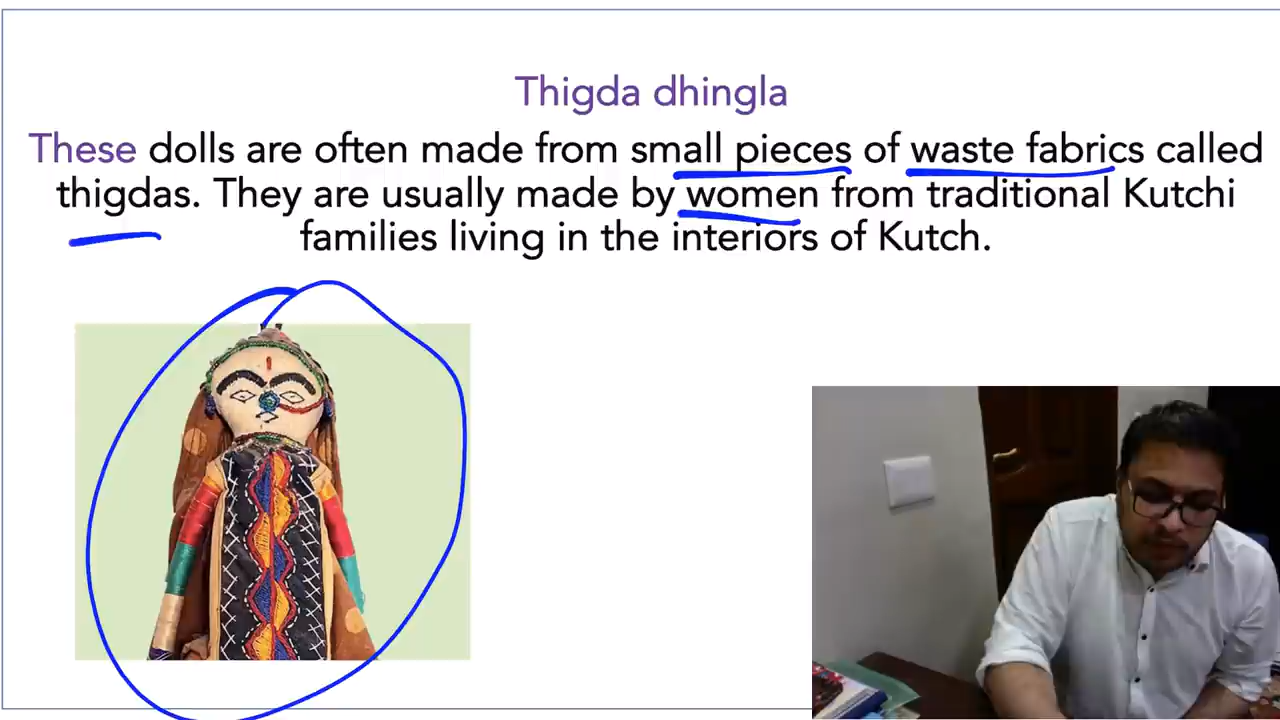 Thigda dhingla
These dolls are often made from small pieces of waste fabrics called
thigdas. They are usually made by women from traditional Kutchi
families living in the interiors of Kutch.